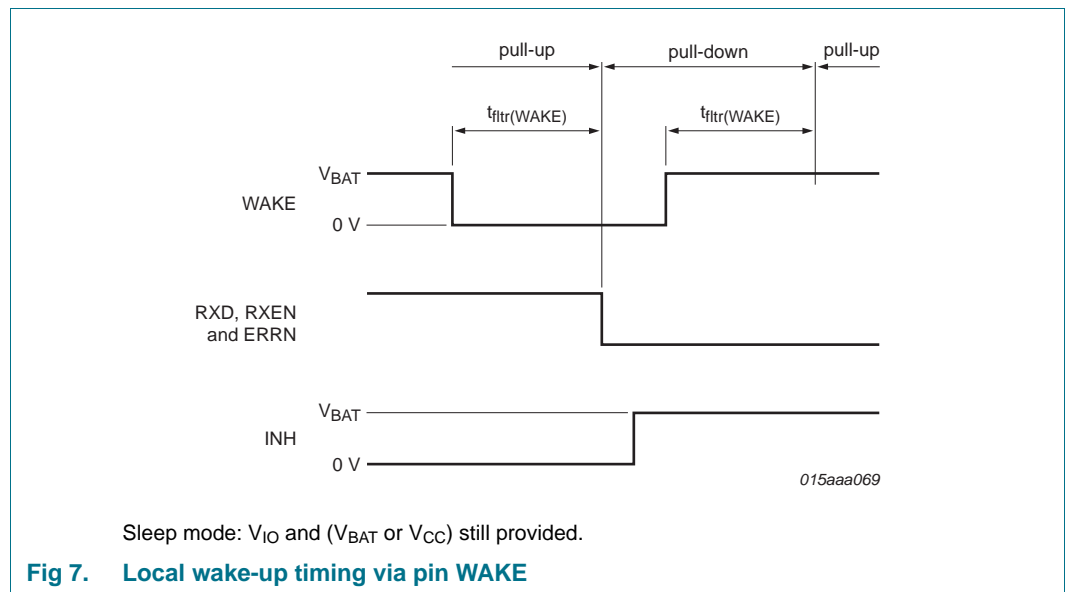 pull-up pull-down pull-up
tfltr(WAKE) tfltr(WAKE)
VBAT
WAKE
0 V
RXD, RXEN
and ERRN
VBAT
INH
0 V
015aaa069
Sleep mode: VIO and (VBAT or VCC) still provided.
Fig 7. Local wake-up timing via pin WAKE